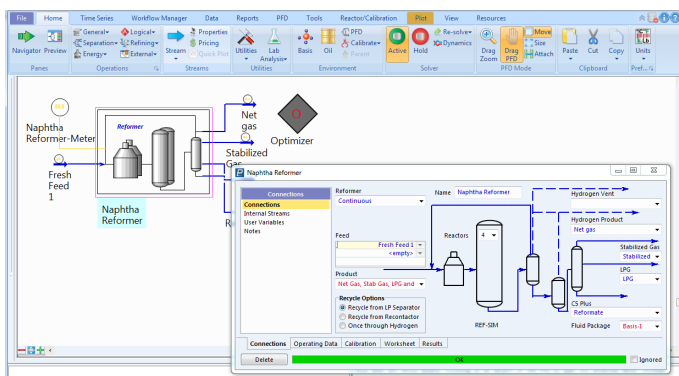 File Home Time Series Workflow Manager Data Reports PFD Tools Reactor/Calibration Plot View Resources
Navigator Preview
General Logical
Separation Refining
Energy External
Stream
Properties
Pricing
Quick Plot
Utilities Lab Analysis
Basis Oil
PFD
Calibrate
Parent
Active Hold
Re-solve
Dynamics
Drag Zoom
Drag PFD
Move
Size
Attach
Paste Cut Copy
Units
Panes Operations Streams Utilities Environment Solver PFD Mode Clipboard Pref...
Naphtha
Reformer-Meter
Reformer
Net
gas
Optimizer
Stabilized
Gas
Fresh
Feed
1
Naphtha
Reformer
Naphtha Reformer
Connections
Connections
Internal Streams
User Variables
Notes
Reformer
Continuous
Name Naphtha Reformer
Feed
Fresh Feed 1
<empty>
Reactors 4
Product
Net Gas, Stab Gas, LPG and
Recycle Options
Recycle from LP Separator
Recycle from Recontactor
Once through Hydrogen
REF-SIM
Hydrogen Vent
Hydrogen Product
Net gas
Stabilized Gas
Stabilized
LPG
LPG
C5 Plus
Reformate
Fluid Package Basis-1
Connections Operating Data Calibration Worksheet Results
Delete OK Ignored